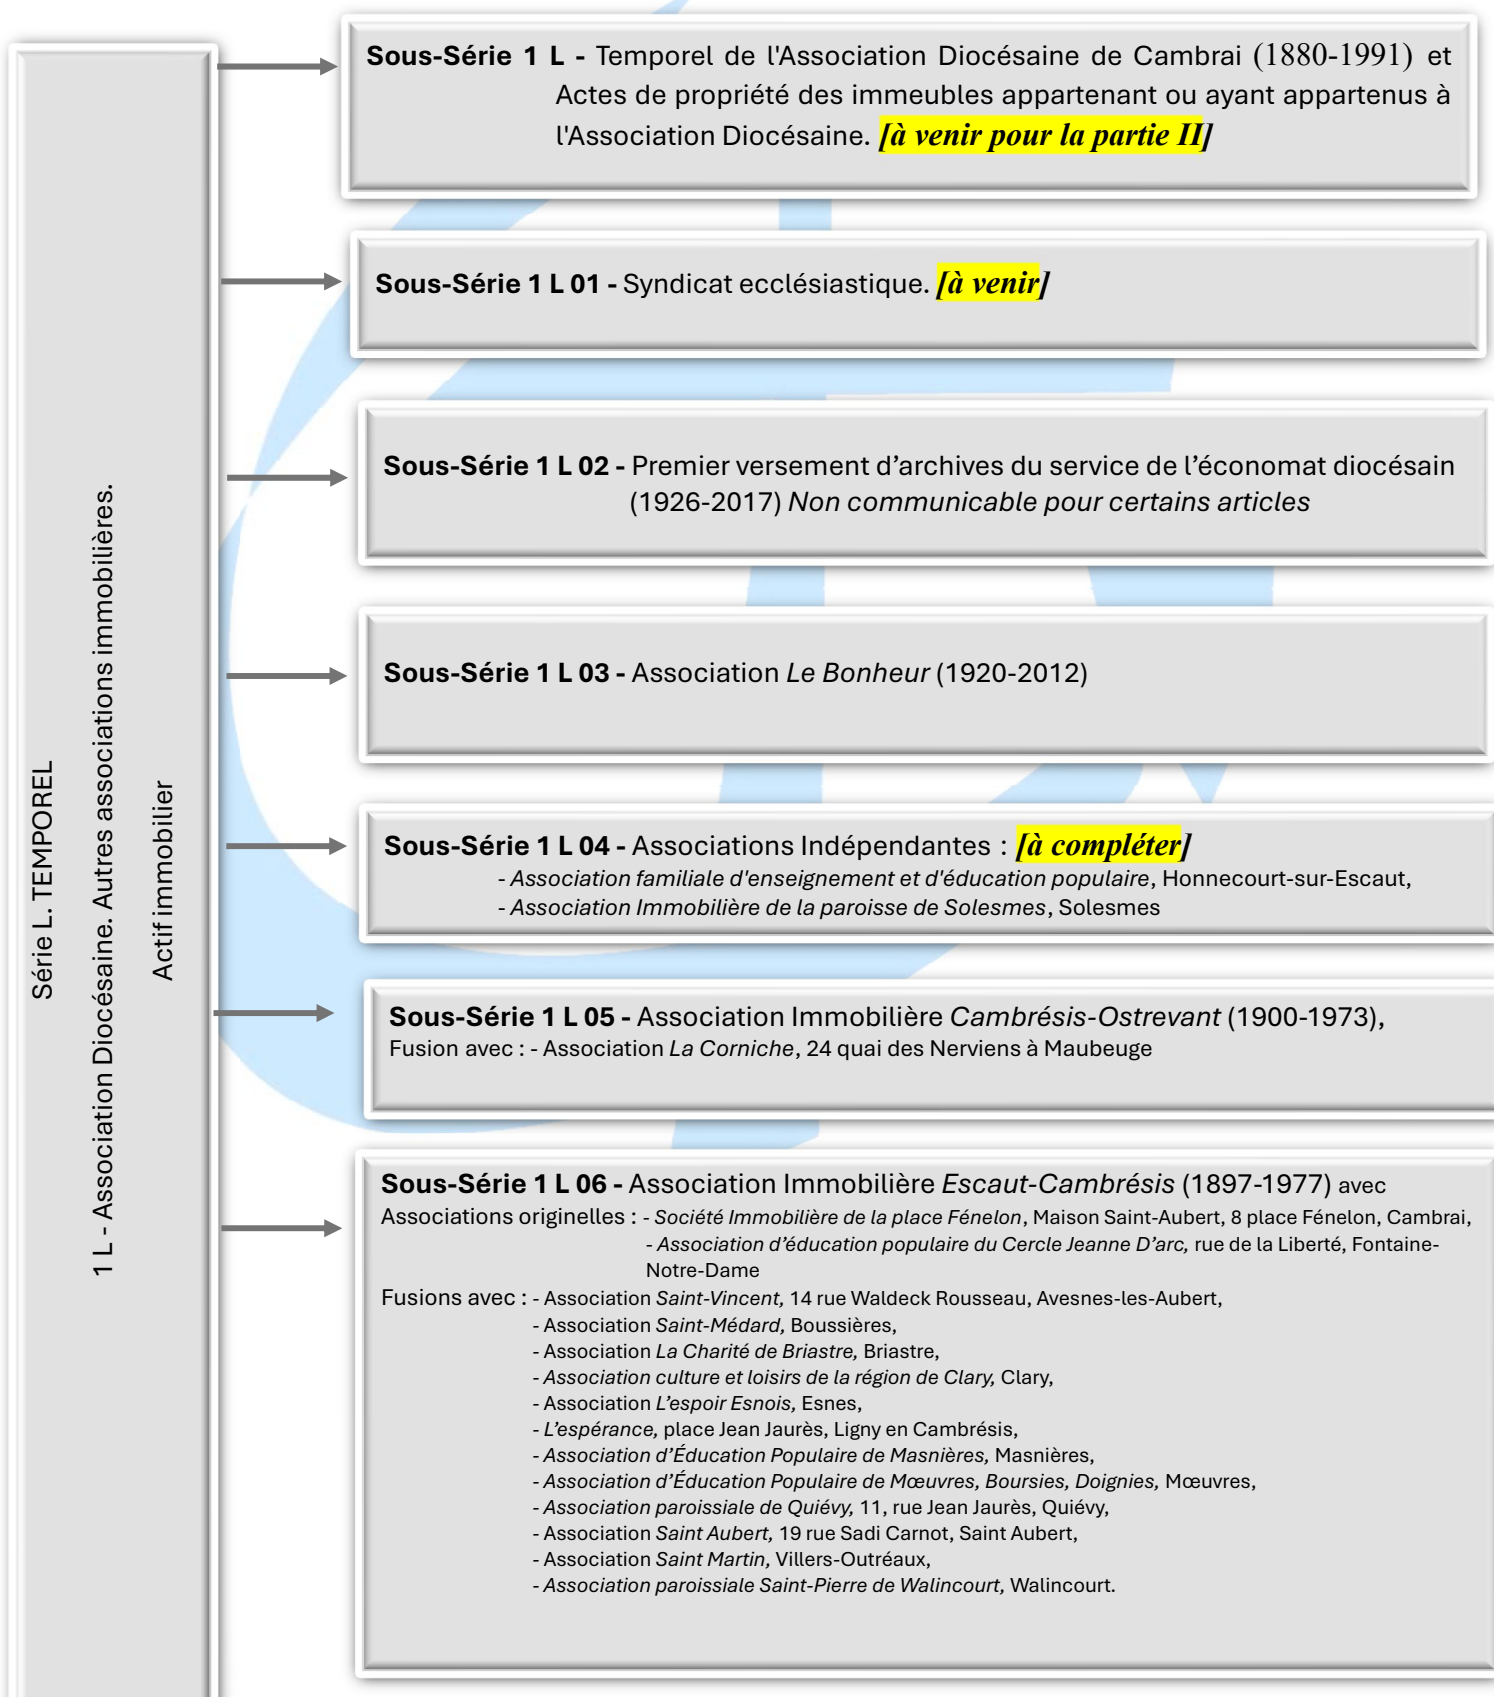 Série L. TEMPOREL
1 L - Association Diocésaine. Autres associations immobilières.
Actif immobilier
Sous-Série 1 L - Temporel de l'Association Diocésaine de Cambrai (1880-1991) et
Actes de propriété des immeubles appartenant ou ayant appartenus à
l'Association Diocésaine. [à venir pour la partie II]
Sous-Série 1 L 01 - Syndicat ecclésiastique. [à venir]
Sous-Série 1 L 02 - Premier versement d’archives du service de l’économat diocésain
(1926-2017) Non communicable pour certains articles
Sous-Série 1 L 03 - Association Le Bonheur (1920-2012)
Sous-Série 1 L 04 - Associations Indépendantes : [à compléter]
- Association familiale d'enseignement et d'éducation populaire, Honnecourt-sur-Escaut,
- Association Immobilière de la paroisse de Solesmes, Solesmes
Sous-Série 1 L 05 - Association Immobilière Cambrésis-Ostrevant (1900-1973),
Fusion avec : - Association La Corniche, 24 quai des Nerviens à Maubeuge
Sous-Série 1 L 06 - Association Immobilière Escaut-Cambrésis (1897-1977) avec
Associations originelles : - Société Immobilière de la place Fénelon, Maison Saint-Aubert, 8 place Fénelon, Cambrai,
- Association d’éducation populaire du Cercle Jeanne D’arc, rue de la Liberté, Fontaine-
Notre-Dame
Fusions avec : - Association Saint-Vincent, 14 rue Waldeck Rousseau, Avesnes-les-Aubert,
- Association Saint-Médard, Boussières,
- Association La Charité de Briastre, Briastre,
- Association culture et loisirs de la région de Clary, Clary,
- Association L’espoir Esnois, Esnes,
- L’espérance, place Jean Jaurès, Ligny en Cambrésis,
- Association d’Éducation Populaire de Masnières, Masnières,
- Association d’Éducation Populaire de Mœuvres, Boursies, Doignies, Mœuvres,
- Association paroissiale de Quiévy, 11, rue Jean Jaurès, Quiévy,
- Association Saint Aubert, 19 rue Sadi Carnot, Saint Aubert,
- Association Saint Martin, Villers-Outréaux,
- Association paroissiale Saint-Pierre de Walincourt, Walincourt.